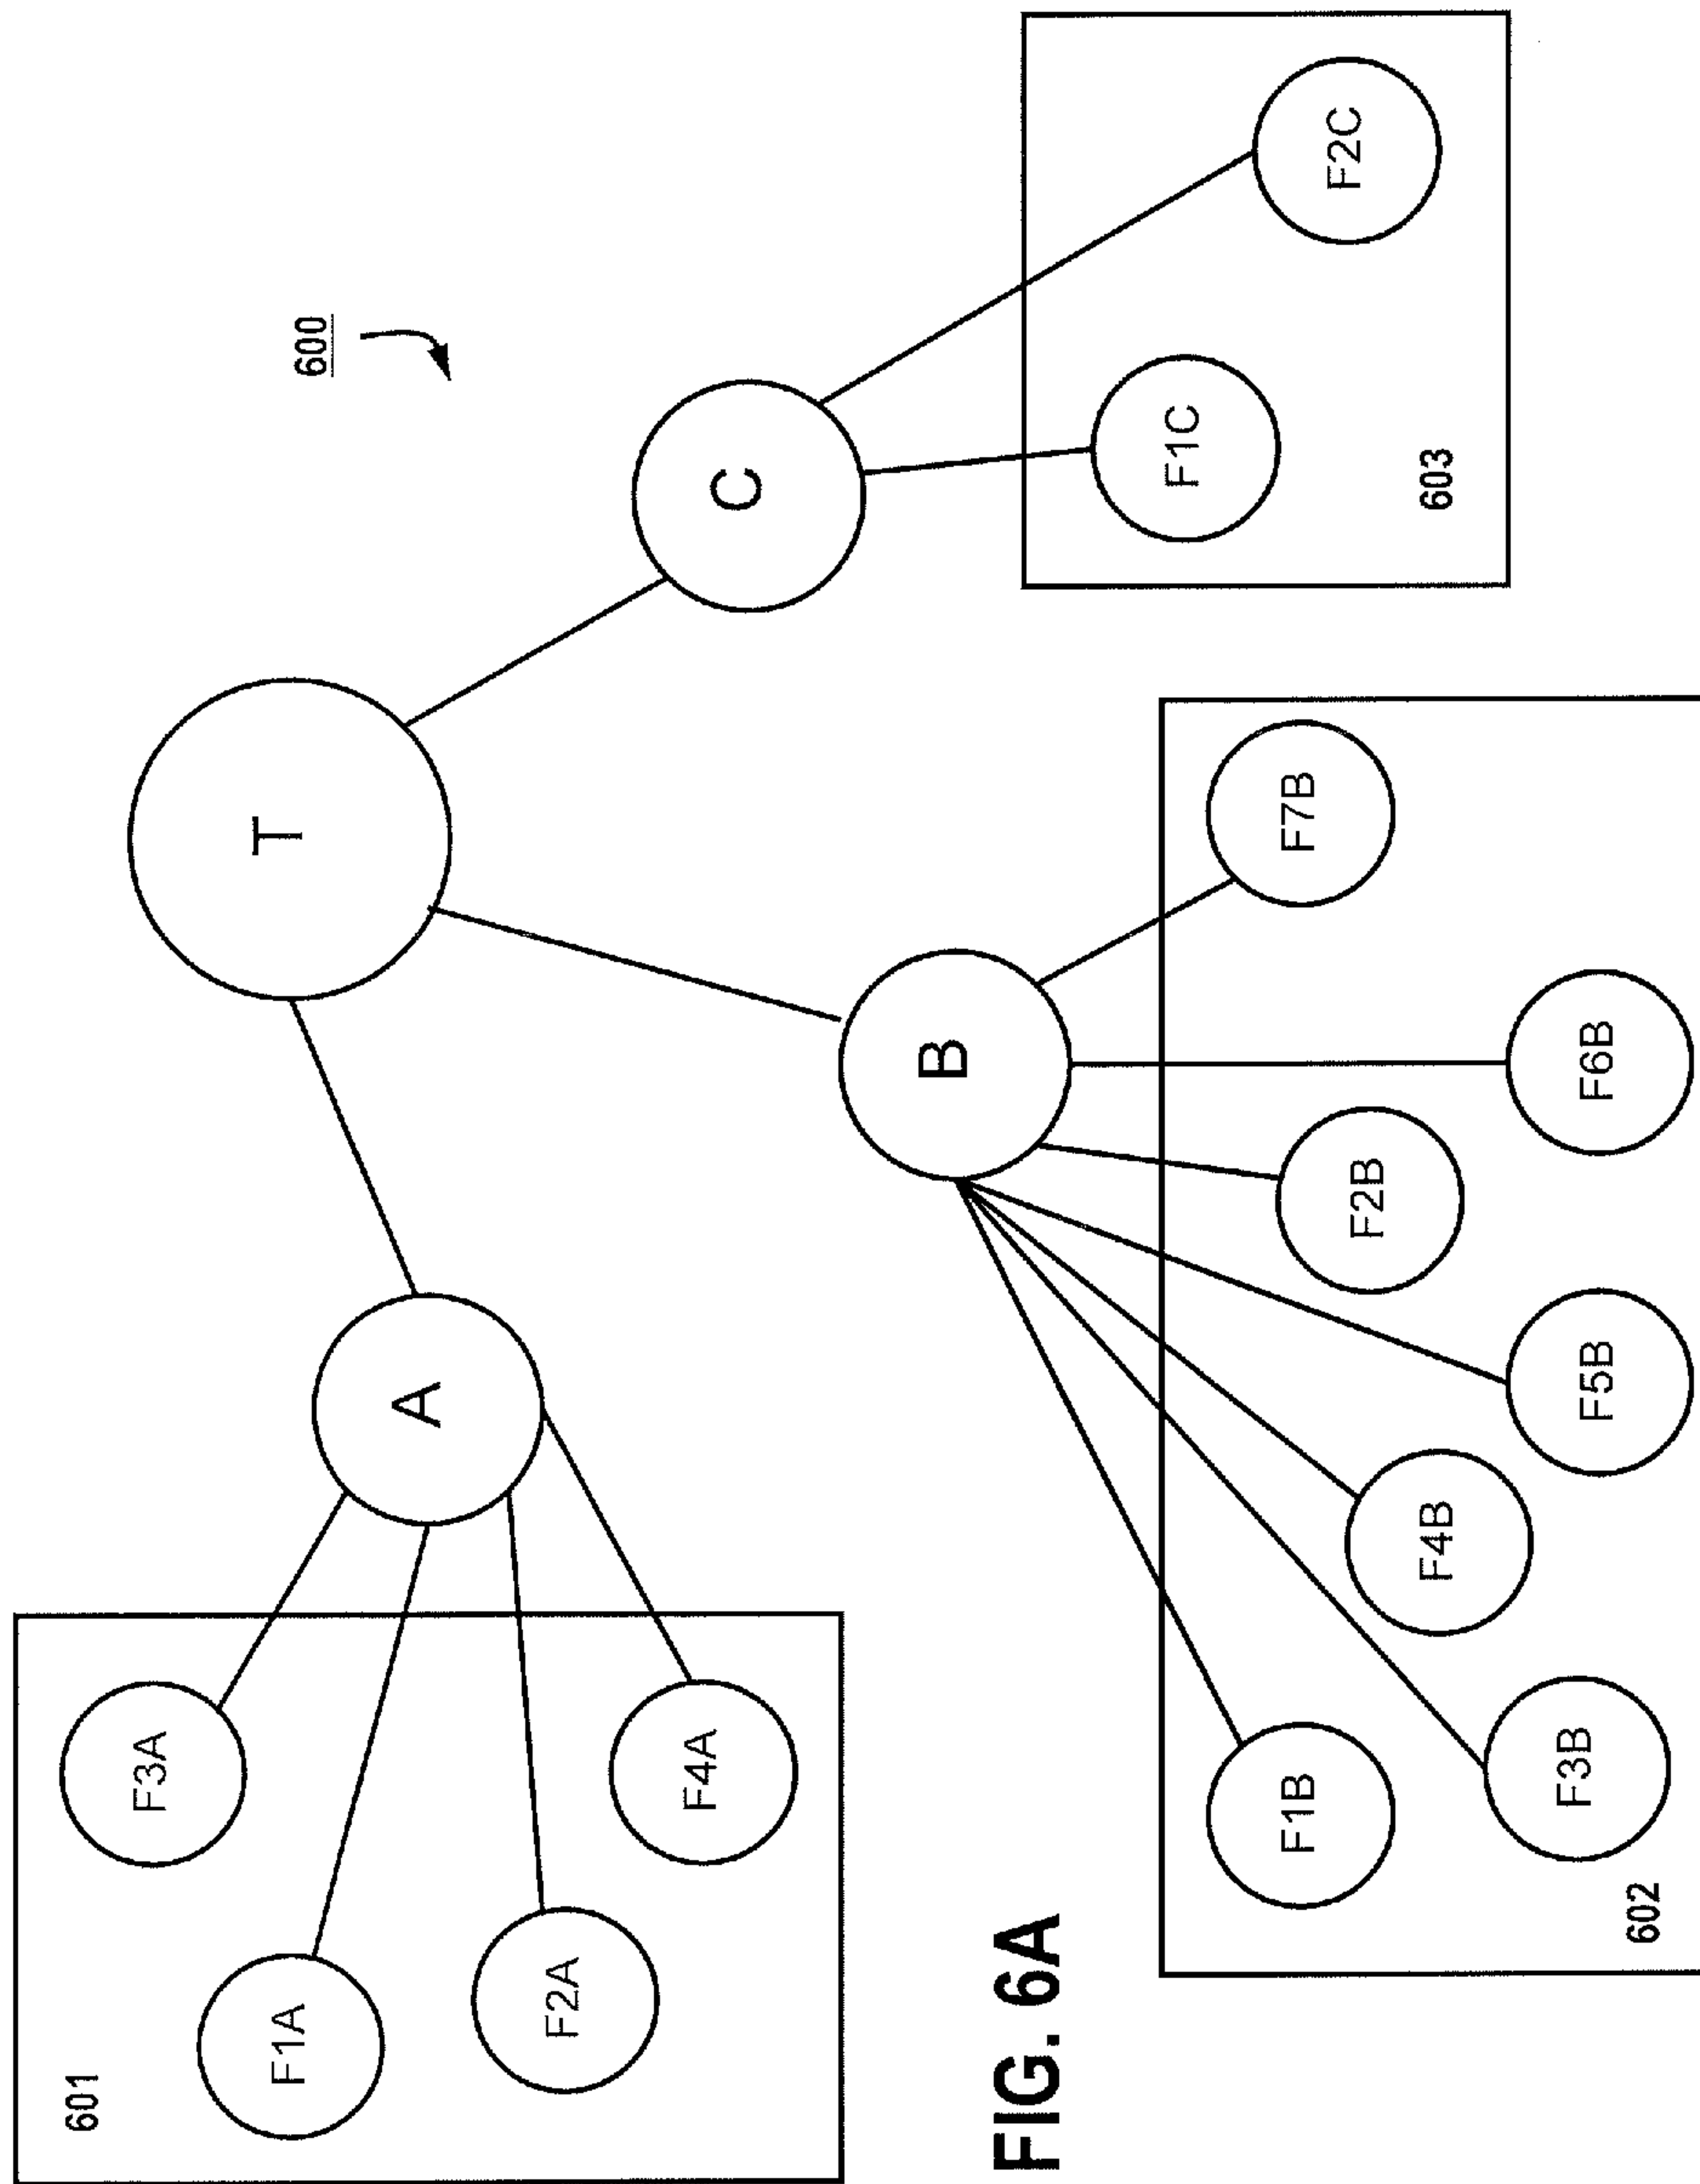 600
T
A
C
B
601
F3A
F1A
F2A
F4A
F1C
F2C
603
F7B
F1B
F2B
F4B
F3B
F5B
F6B
602
FIG. 6A